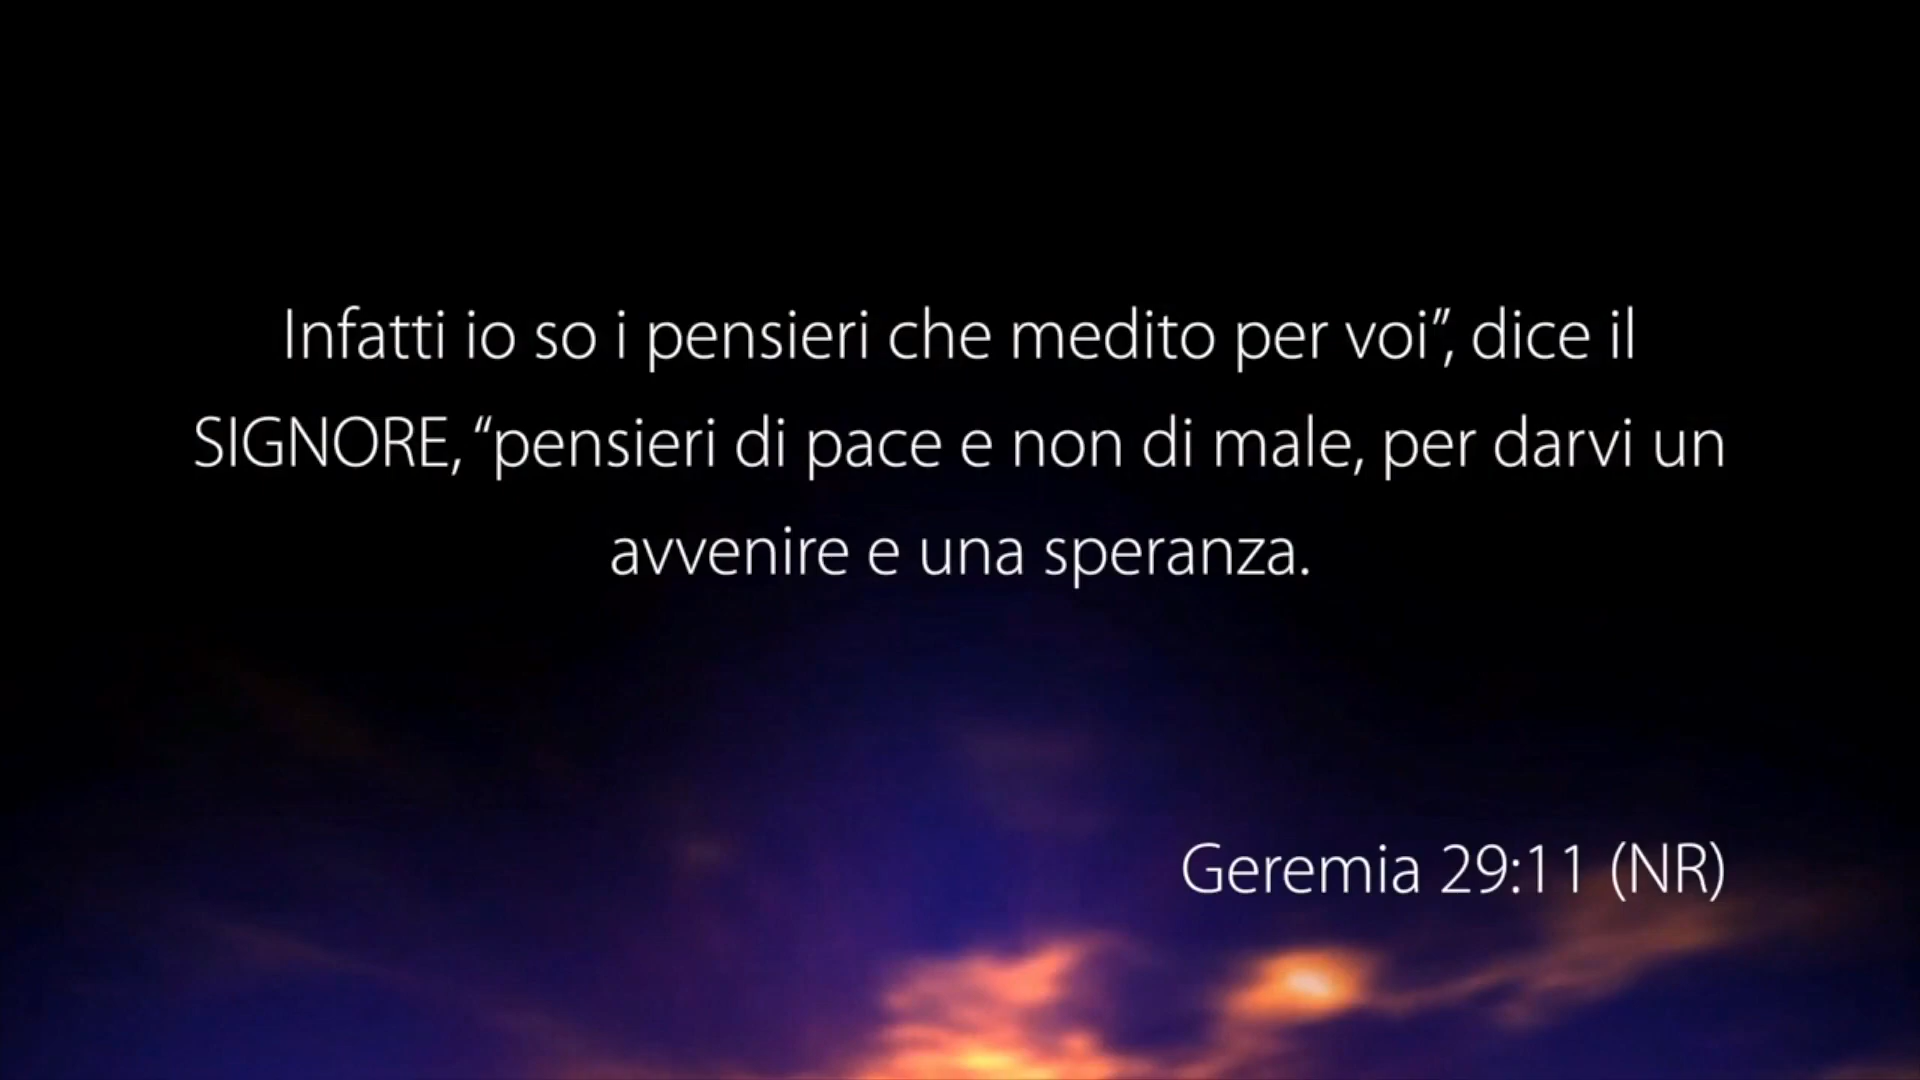 Infatti io so i pensieri che medito per voi”, dice il
SIGNORE, “pensieri di pace e non di male, per darvi un
avvenire e una speranza.
Geremia 29:11 (NR)